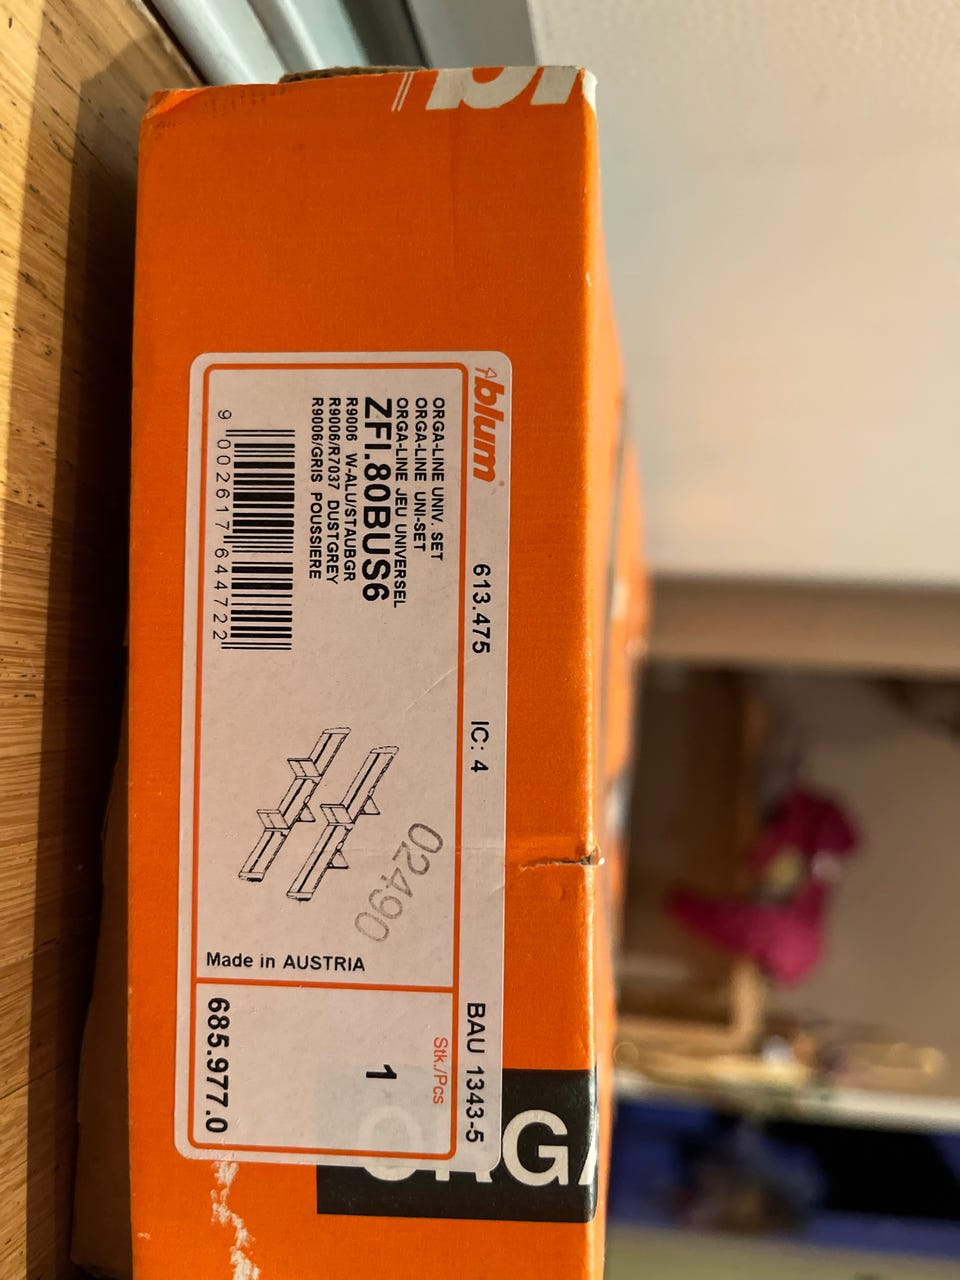 blum
613.475
IC: 4
BAU 1343-5
ORGA-LINE UNIV. SET
ORGA-LINE UNI-SET
ORGA-LINE JEU UNIVERSEL
ZFI.80BUS6
R9006 W-ALU/STAUBGR
R9006/R7037 DUSTGREY
R9006/GRIS POUSSIERE
9 002617 644722
02490
Made in AUSTRIA
Stk./Pcs
1
685.977.0
ORGA